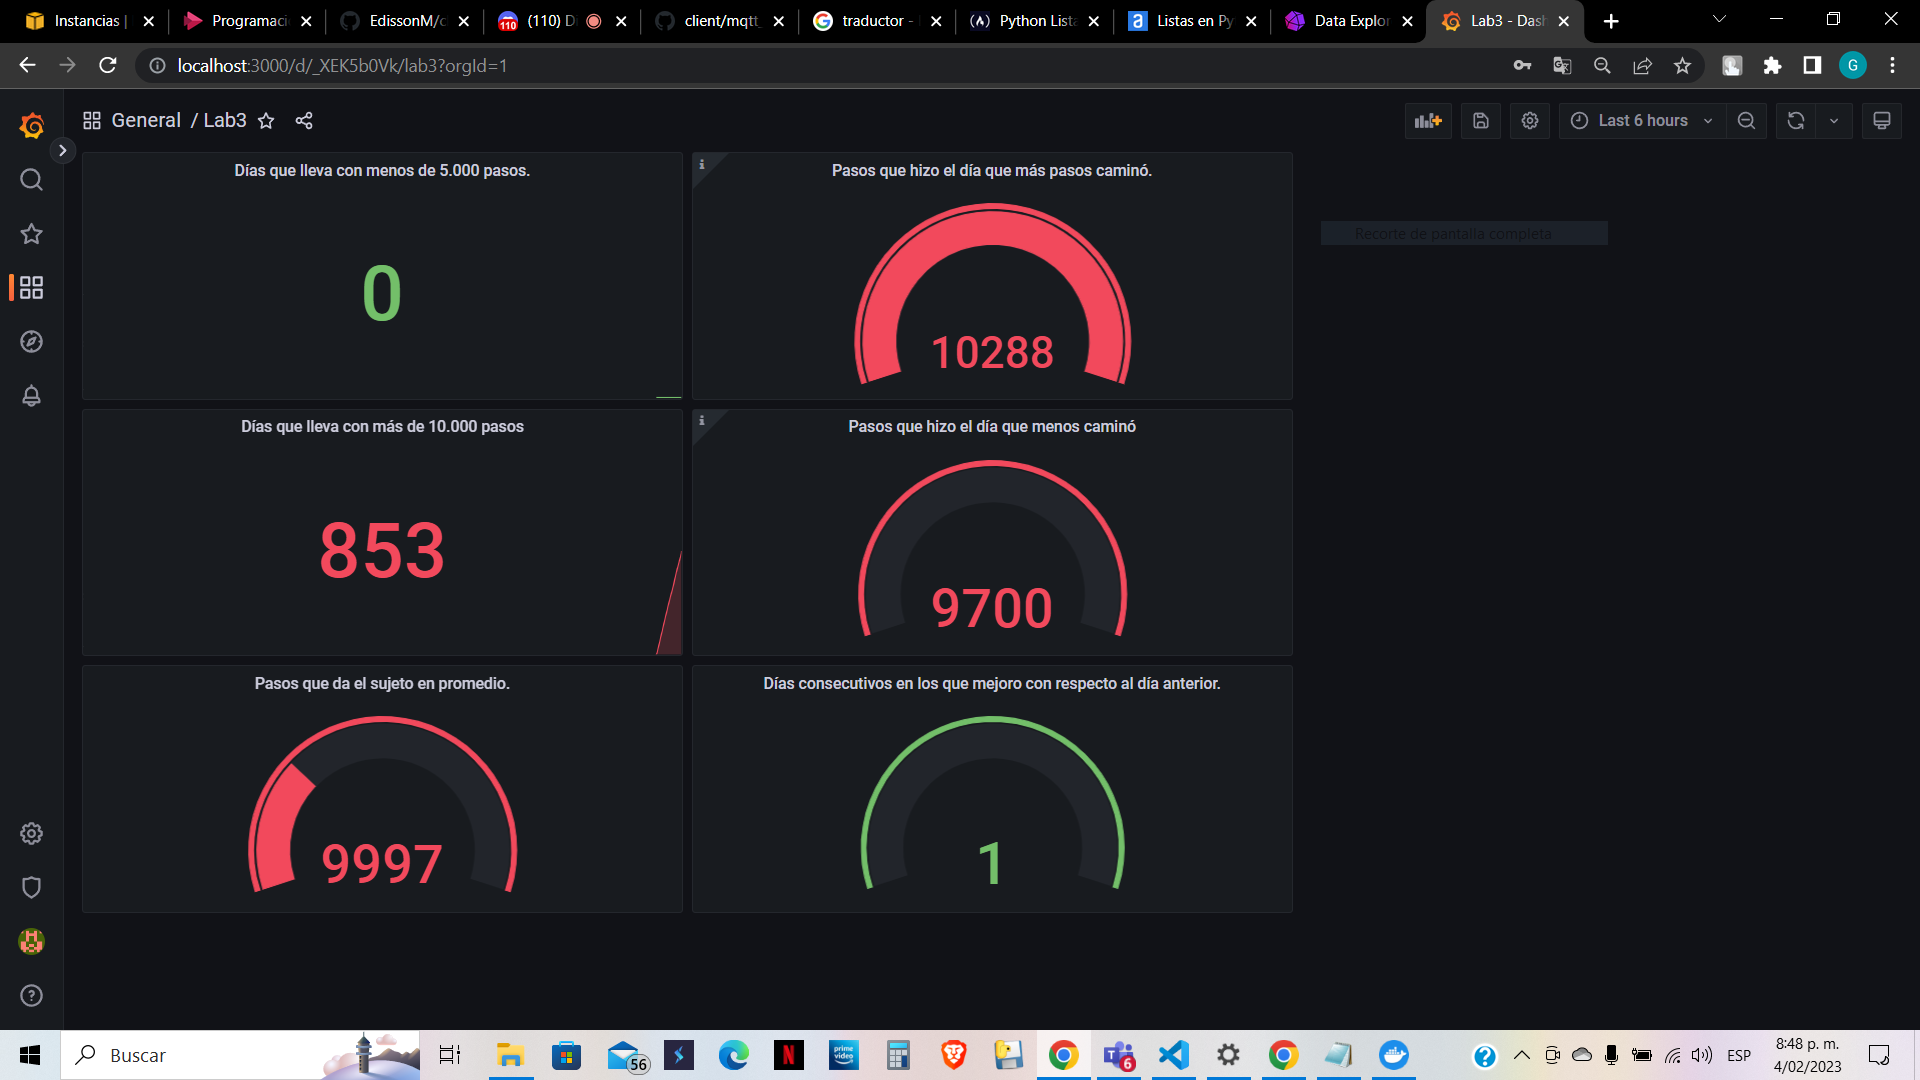 Instancias |
Programaci
EdissonM/c
(110) Di
client/mqtt_
traductor -
Python Lista
Listas en Py
Data Explor
Lab3 - Dash
localhost:3000/d/_XEK5b0Vk/lab3?orgId=1
G
General / Lab3
Last 6 hours
Días que lleva con menos de 5.000 pasos.
0
Pasos que hizo el día que más pasos caminó.
10288
Recorte de pantalla completa
Días que lleva con más de 10.000 pasos
853
Pasos que hizo el día que menos caminó
9700
Pasos que da el sujeto en promedio.
9997
Días consecutivos en los que mejoro con respecto al día anterior.
1
Buscar
56
N
prime video
6
ESP
8:48 p. m.
4/02/2023